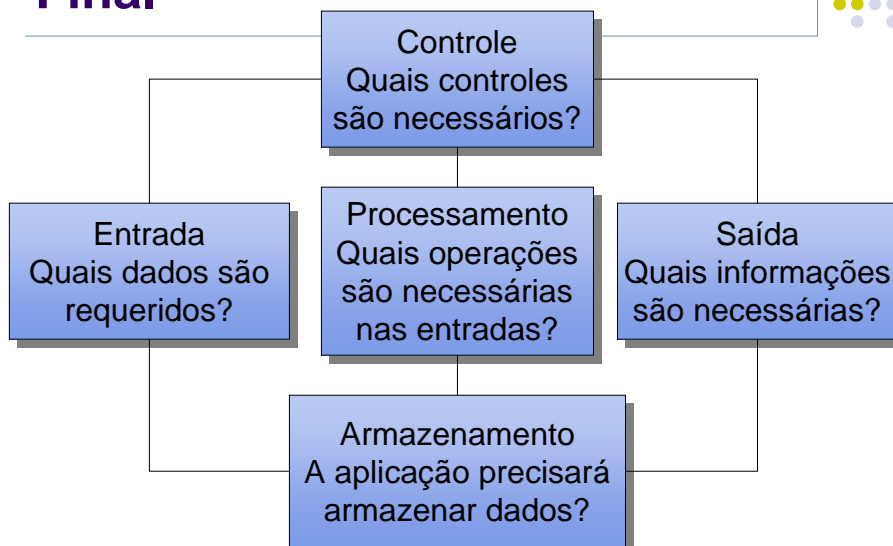 Final
Controle
Quais controles
são necessários?
Entrada
Quais dados são
requeridos?
Processamento
Quais operações
são necessárias
nas entradas?
Saída
Quais informações
são necessárias?
Armazenamento
A aplicação precisará
armazenar dados?